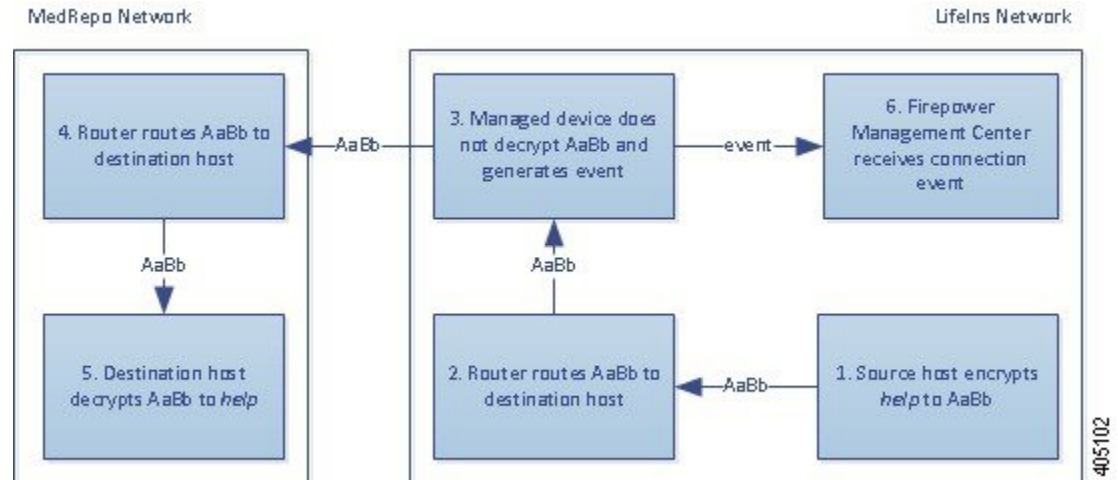 MedRepo Network
LifeIns Network
4. Router routes AaBb to
destination host
AaBb
3. Managed device does
not decrypt AaBb and
generates event
event
6. Firepower
Management Center
receives connection
event
AaBb
AaBb
5. Destination host
decrypts AaBb to help
2. Router routes AaBb to
destination host
AaBb
1. Source host encrypts
help to AaBb
405102